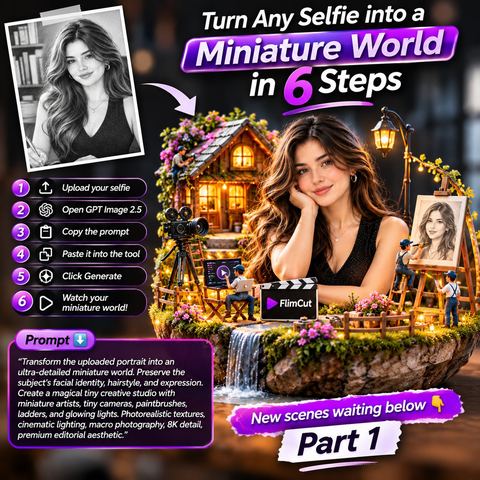 Turn Any Selfie into a
Miniature World
in 6 Steps
1 Upload your selfie
2 Open GPT Image 2.5
3 Copy the prompt
4 Paste it into the tool
5 Click Generate
6 Watch your
miniature world!
FlimCut
Prompt
"Transform the uploaded portrait into an
ultra-detailed miniature world. Preserve the
subject's facial identity, hairstyle, and expression.
Create a magical tiny creative studio with
miniature artists, tiny cameras, paintbrushes,
ladders, and glowing lights. Photorealistic textures,
cinematic lighting, macro photography, 8K detail,
premium editorial aesthetic."
New scenes waiting below
Part 1